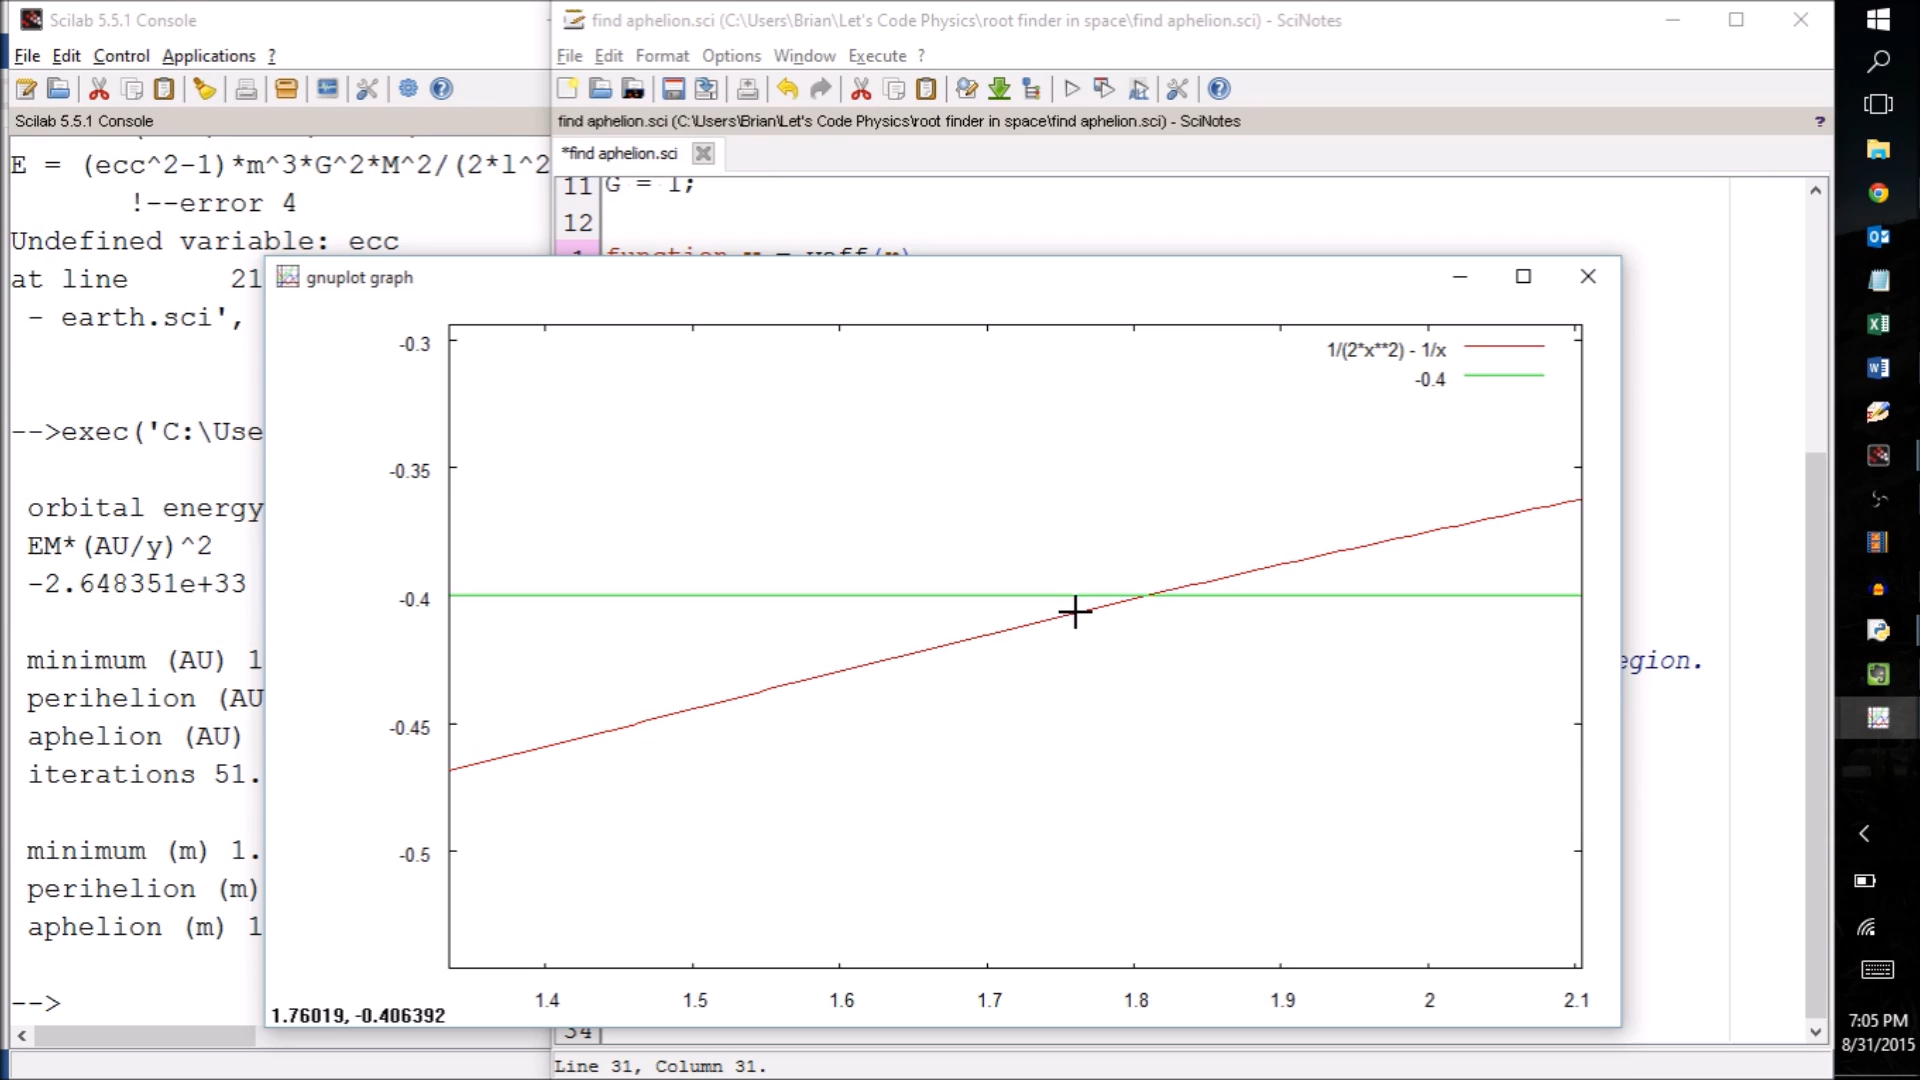 Scilab 5.5.1 Console
File Edit Control Applications ?
Scilab 5.5.1 Console
E = (ecc^2-1)*m^3*G^2*M^2/(2*l^2
!--error 4
Undefined variable: ecc
at line 21
- earth.sci',
-->exec('C:\Use
orbital energy
EM*(AU/y)^2
-2.648351e+33
minimum (AU) 1
perihelion (AU
aphelion (AU)
iterations 51.
minimum (m) 1.
perihelion (m)
aphelion (m) 1
-->
find aphelion.sci (C:\Users\Brian\Let's Code Physics\root finder in space\find aphelion.sci) - SciNotes
File Edit Format Options Window Execute ?
find aphelion.sci (C:\Users\Brian\Let's Code Physics\root finder in space\find aphelion.sci) - SciNotes
?
*find aphelion.sci
11 G = 1;
12
1 function
egion.
34
Line 31, Column 31.
gnuplot graph
1/(2*x**2) - 1/x
-0.4
-0.3
-0.35
-0.4
-0.45
-0.5
1.4 1.5 1.6 1.7 1.8 1.9 2 2.1
1.76019, -0.406392
7:05 PM
8/31/2015